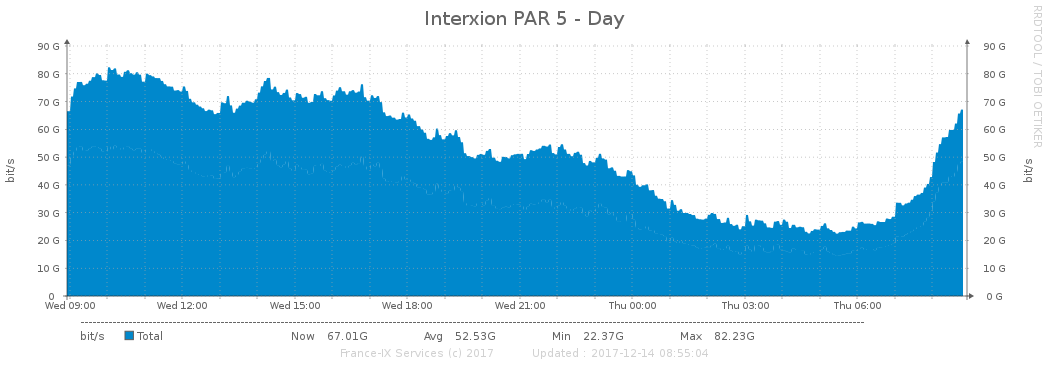 Interxion PAR 5 - Day
RRDTOOL / TOBI OETIKER
bit/s
90 G
80 G
70 G
60 G
50 G
40 G
30 G
20 G
10 G
0
90 G
80 G
70 G
60 G
50 G
40 G
30 G
20 G
10 G
0 G
bit/s
Wed 09:00 Wed 12:00 Wed 15:00 Wed 18:00 Wed 21:00 Thu 00:00 Thu 03:00 Thu 06:00
bit/s Total Now 67.01G Avg 52.53G Min 22.37G Max 82.23G
France-IX Services (c) 2017 Updated : 2017-12-14 08:55:04